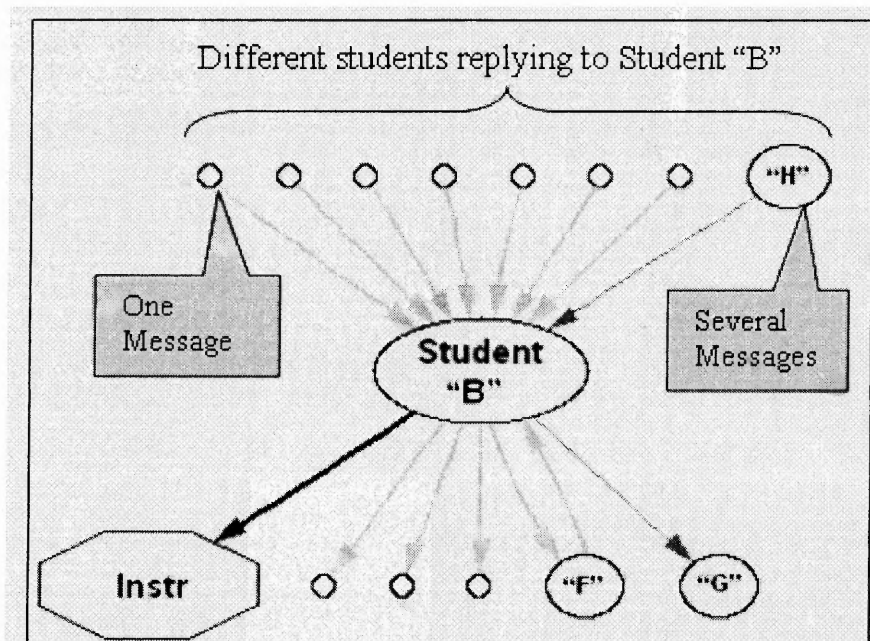 Different students replying to Student “B”
“H”
One
Message
Several
Messages
Student
“B”
Instr
“F”
“G”